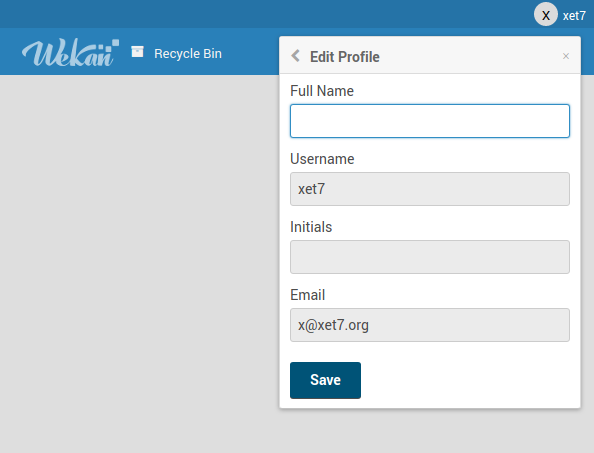 x xet7
Wekan Recycle Bin
Edit Profile ×
Full Name
Username
xet7
Initials
Email
x@xet7.org
Save